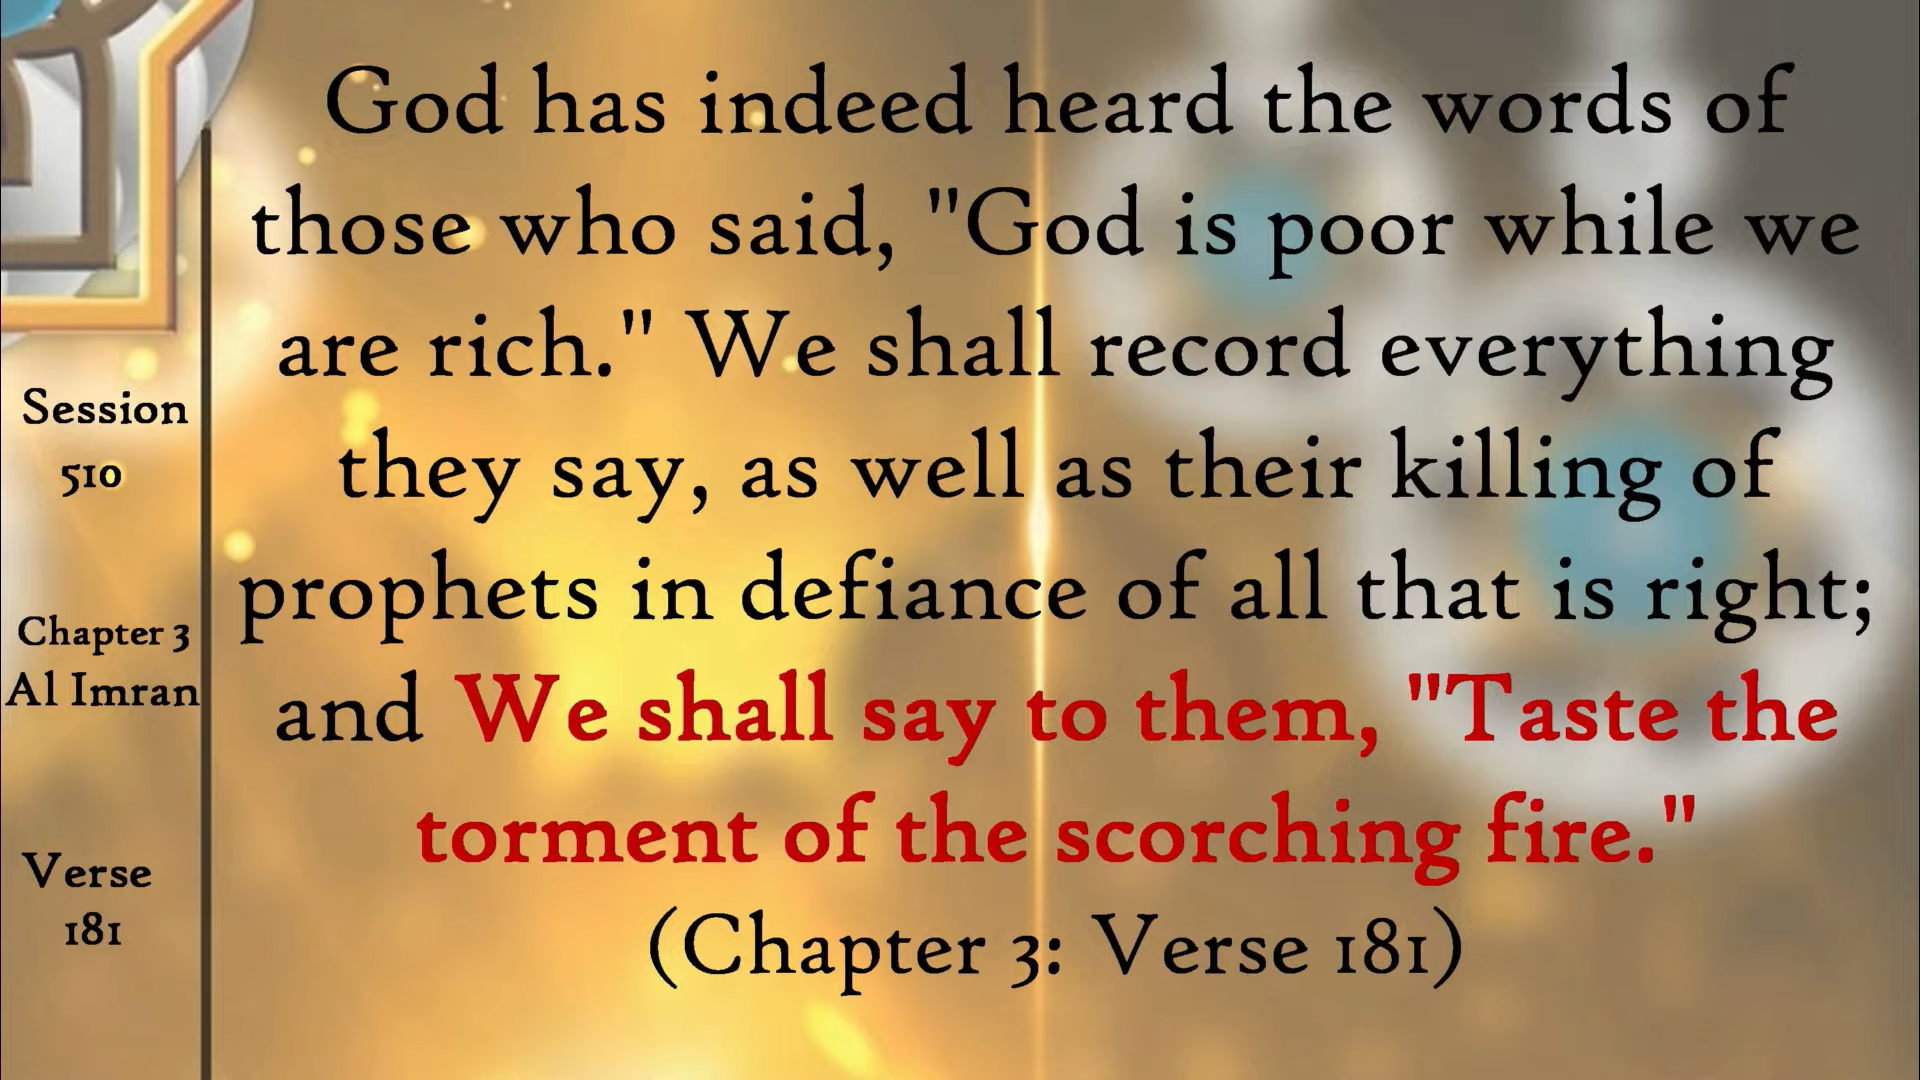 God has indeed heard the words of
those who said, "God is poor while we
are rich." We shall record everything
they say, as well as their killing of
prophets in defiance of all that is right;
and We shall say to them, "Taste the
torment of the scorching fire."
(Chapter 3: Verse 181)
Session
510
Chapter 3
Al Imran
Verse
181